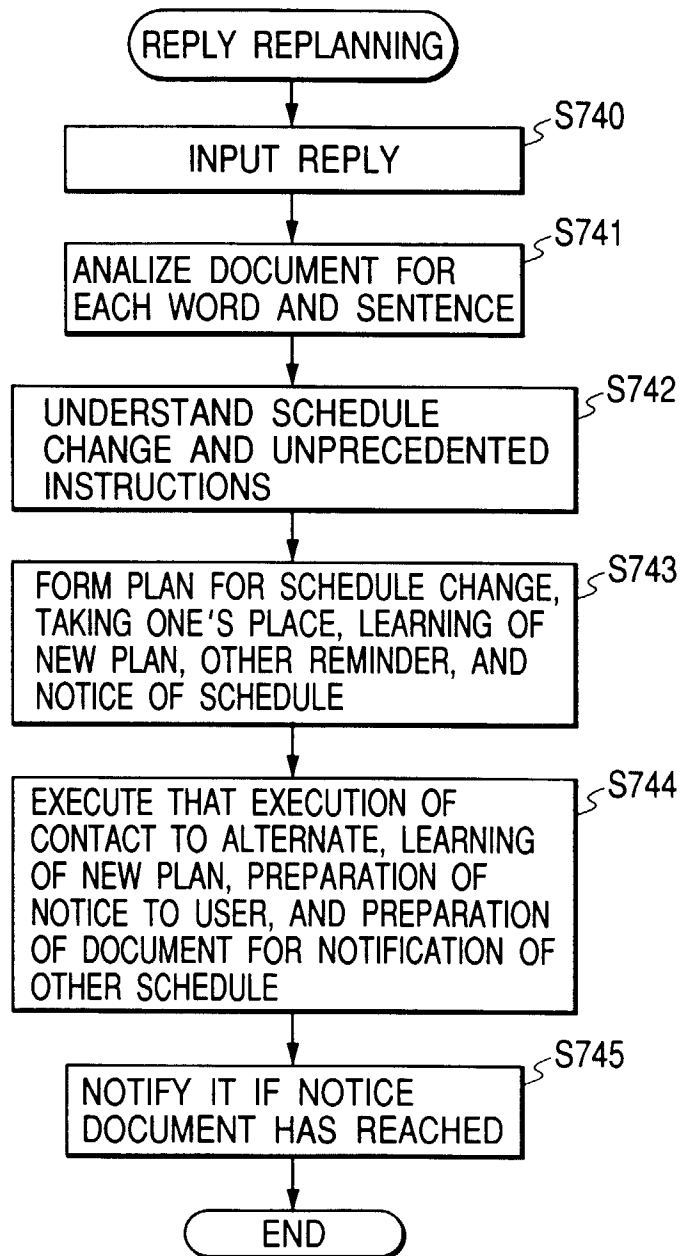 REPLY REPLANNING
S740
INPUT REPLY
S741
ANALIZE DOCUMENT FOR
EACH WORD AND SENTENCE
S742
UNDERSTAND SCHEDULE
CHANGE AND UNPRECEDENTED
INSTRUCTIONS
S743
FORM PLAN FOR SCHEDULE CHANGE,
TAKING ONE'S PLACE, LEARNING OF
NEW PLAN, OTHER REMINDER, AND
NOTICE OF SCHEDULE
S744
EXECUTE THAT EXECUTION OF
CONTACT TO ALTERNATE, LEARNING
OF NEW PLAN, PREPARATION OF
NOTICE TO USER, AND PREPARATION
OF DOCUMENT FOR NOTIFICATION OF
OTHER SCHEDULE
S745
NOTIFY IT IF NOTICE
DOCUMENT HAS REACHED
END